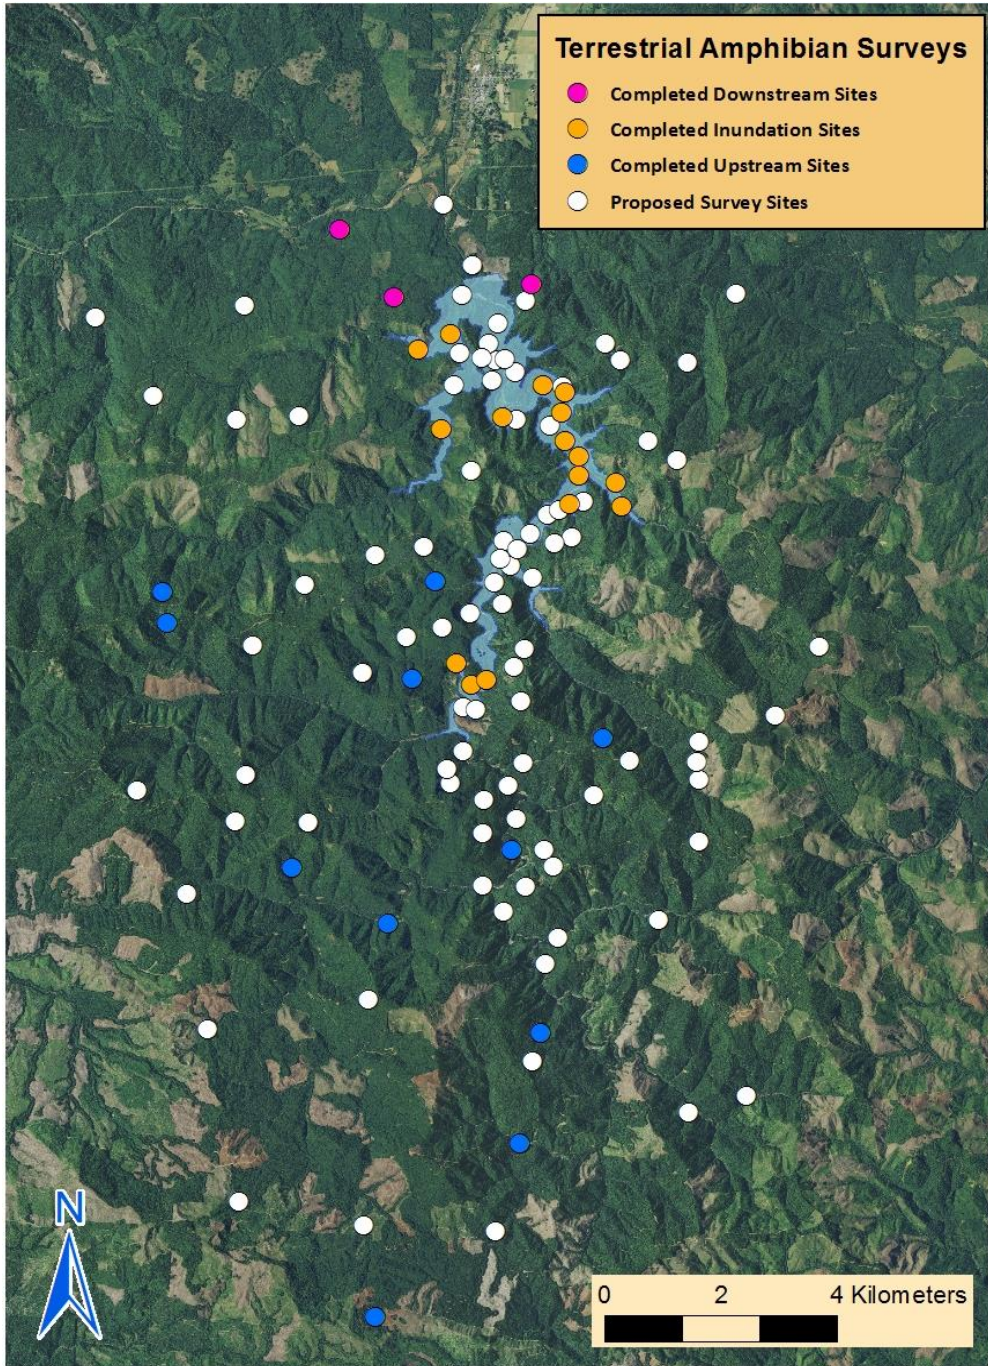 Terrestrial Amphibian Surveys
Completed Downstream Sites
Completed Inundation Sites
Completed Upstream Sites
Proposed Survey Sites
N
0 2 4 Kilometers